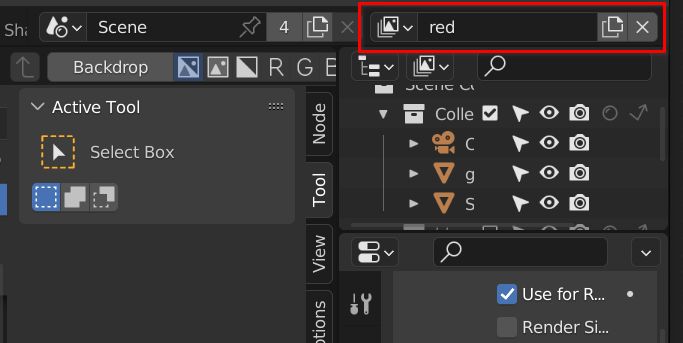 Sha
Scene
4
red
Backdrop
R G B
Active Tool
Select Box
Node
Tool
View
ptions
Scene Co
Colle
C
g
S
Use for R...
Render Si...